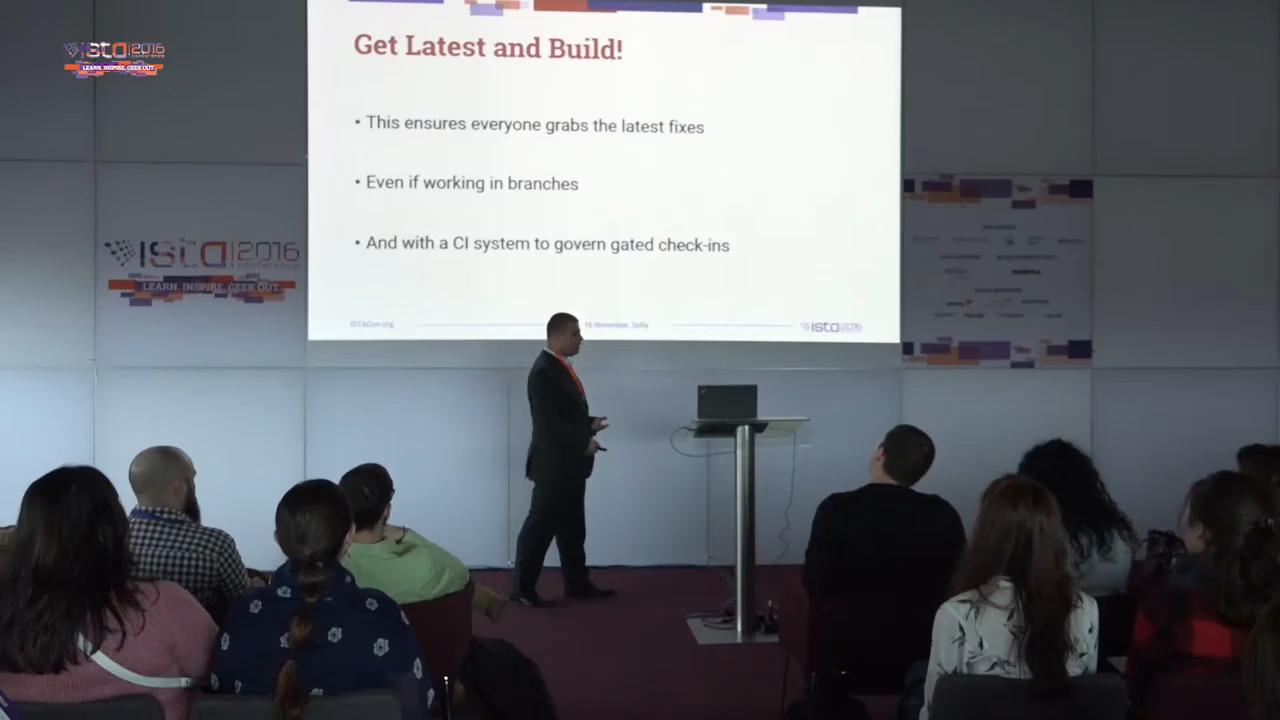 ISTA 2016
conference
LEARN. INSPIRE. GEEK OUT.
Get Latest and Build!
• This ensures everyone grabs the latest fixes
• Even if working in branches
• And with a CI system to govern gated check-ins
ISTACon.org
16 November, Sofia
ista 2016
ISTA 2016
conference
LEARN. INSPIRE. GEEK OUT.